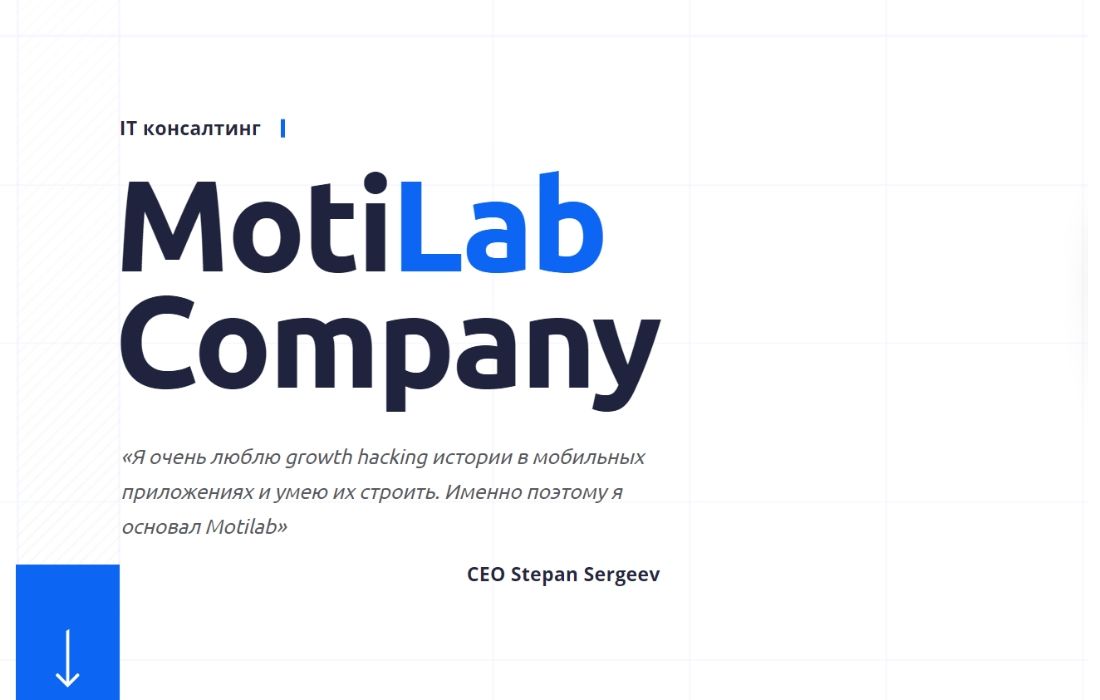 IT консалтинг
MotiLab
Company
«Я очень люблю growth hacking истории в мобильных
приложениях и умею их строить. Именно поэтому я
основал Motilab»
CEO Stepan Sergeev